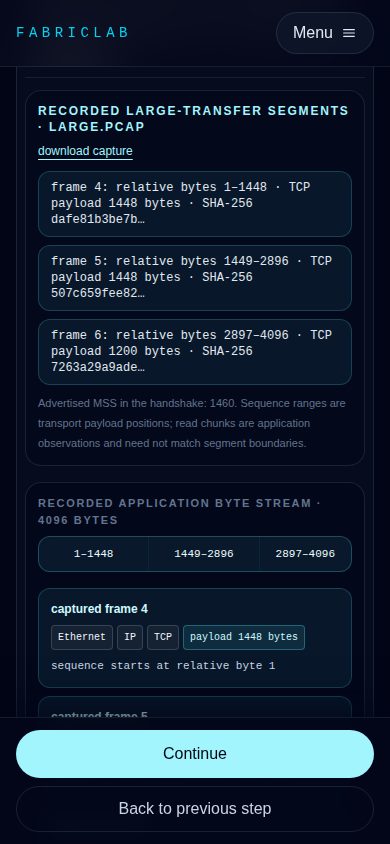 FABRICLAB
Menu
RECORDED LARGE-TRANSFER SEGMENTS
· LARGE.PCAP
download capture
frame 4: relative bytes 1–1448 · TCP
payload 1448 bytes · SHA-256
dafe81b3be7b…
frame 5: relative bytes 1449–2896 · TCP
payload 1448 bytes · SHA-256
507c659fee82…
frame 6: relative bytes 2897–4096 · TCP
payload 1200 bytes · SHA-256
7263a29a9ade…
Advertised MSS in the handshake: 1460. Sequence ranges are
transport payload positions; read chunks are application
observations and need not match segment boundaries.
RECORDED APPLICATION BYTE STREAM ·
4096 BYTES
1–1448 1449–2896 2897–4096
captured frame 4
Ethernet IP TCP payload 1448 bytes
sequence starts at relative byte 1
captured frame 5
Continue
Back to previous step